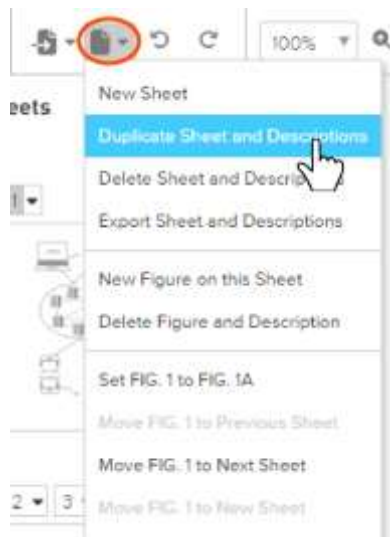 100%
eets
New Sheet
Duplicate Sheet and Descriptions
Delete Sheet and
Export Sheet and Descriptions
New Figure on this Sheet
Delete Figure and Description
Set FIG. 1 to FIG. 1A
Move FIG. 1 to Previous Sheet
Move FIG. 1 to Next Sheet
2 3
Move FIG. 1 to New Sheet